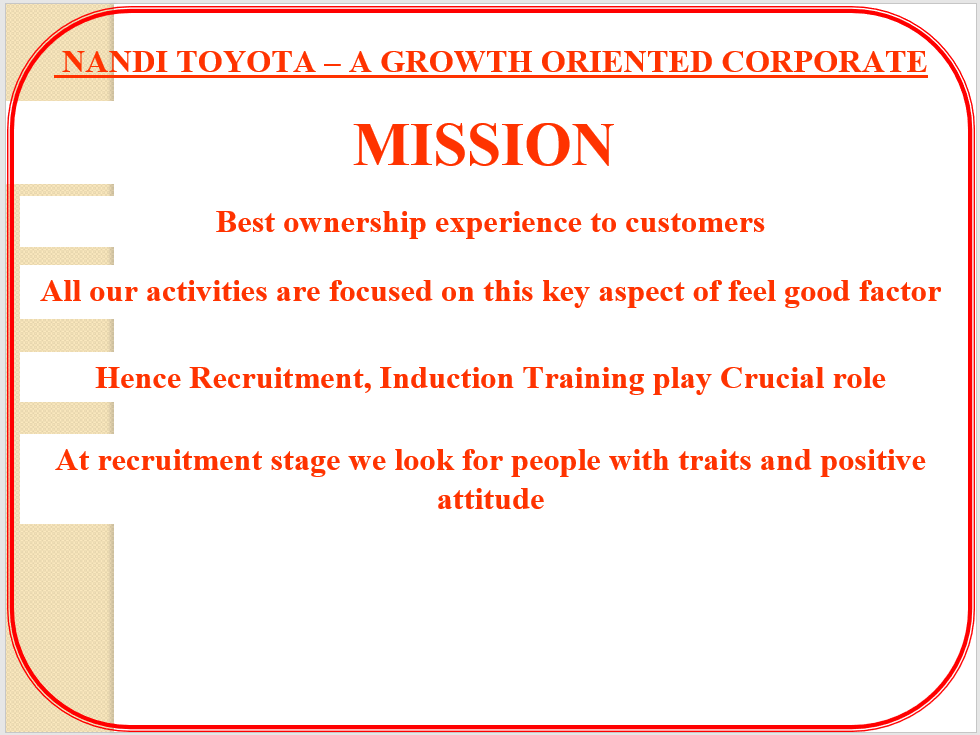 NANDI TOYOTA – A GROWTH ORIENTED CORPORATE
MISSION
Best ownership experience to customers
All our activities are focused on this key aspect of feel good factor
Hence Recruitment, Induction Training play Crucial role
At recruitment stage we look for people with traits and positive
attitude